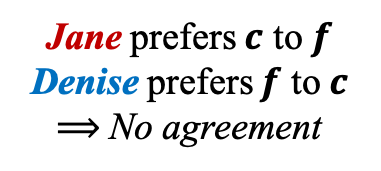 Jane prefers c to f
Denise prefers f to c
⟹ No agreement